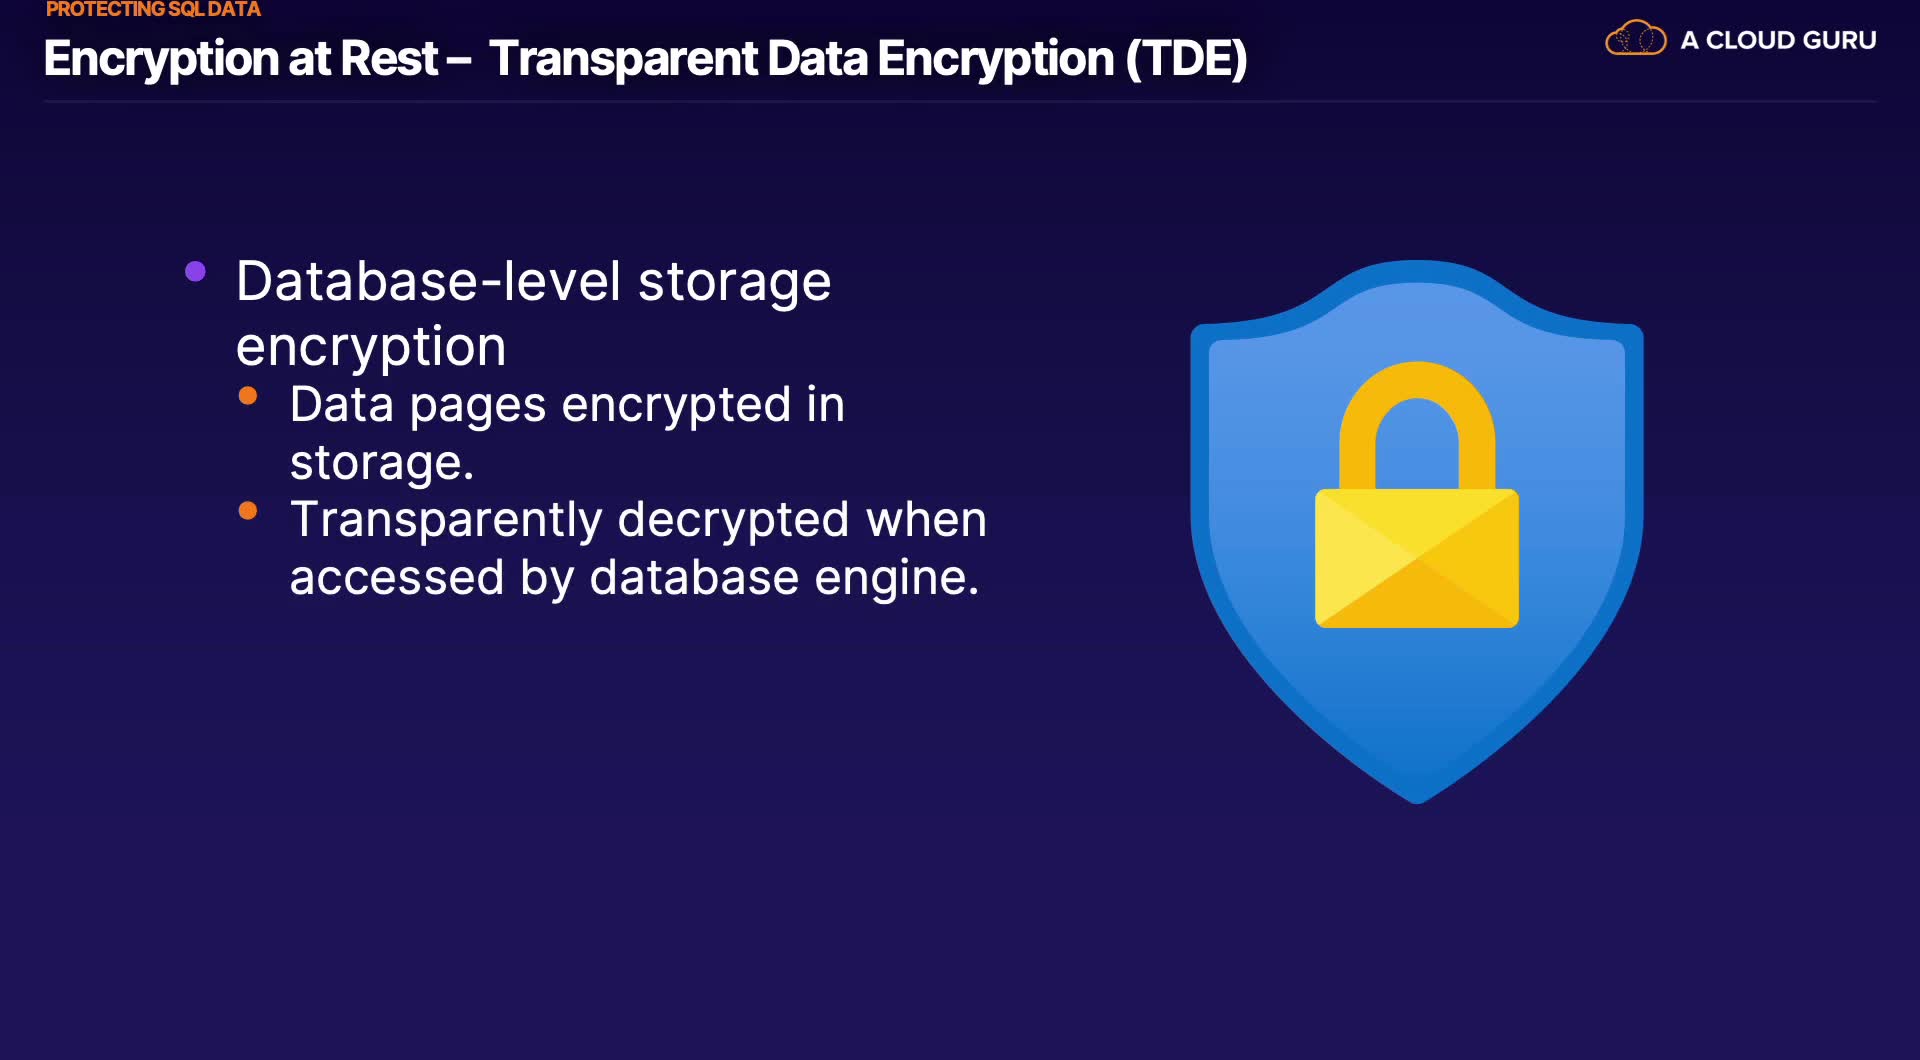 PROTECTING SQL DATA
Encryption at Rest – Transparent Data Encryption (TDE)
A CLOUD GURU
Database-level storage
encryption
Data pages encrypted in
storage.
Transparently decrypted when
accessed by database engine.